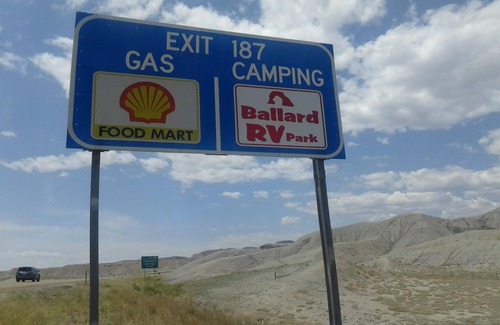 EXIT 187
GAS
CAMPING
FOOD MART
Ballard
RV Park